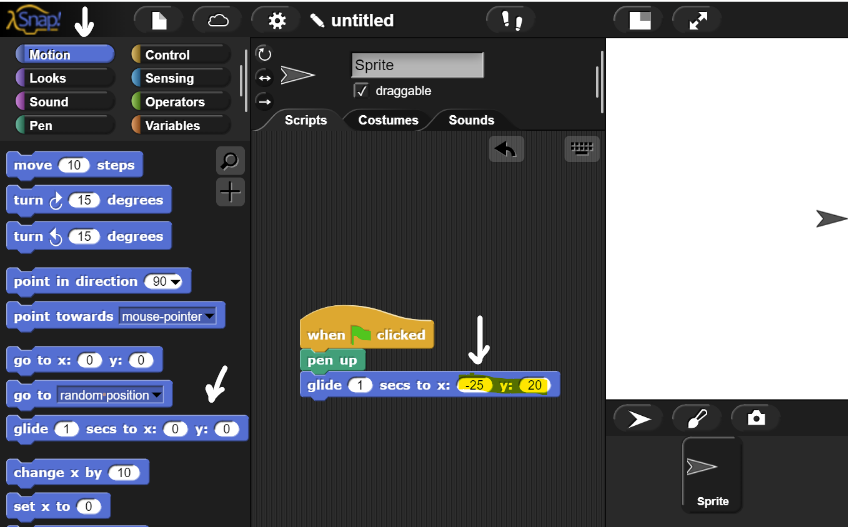 Snap!
untitled
Motion Control
Looks Sensing
Sound Operators
Pen Variables
Sprite
draggable
Scripts Costumes Sounds
move 10 steps
turn 15 degrees
turn 15 degrees
point in direction 90
point towards mouse-pointer
go to x: 0 y: 0
go to random position
glide 1 secs to x: 0 y: 0
change x by 10
set x to 0
when clicked
pen up
glide 1 secs to x: -25 y: 20
Sprite